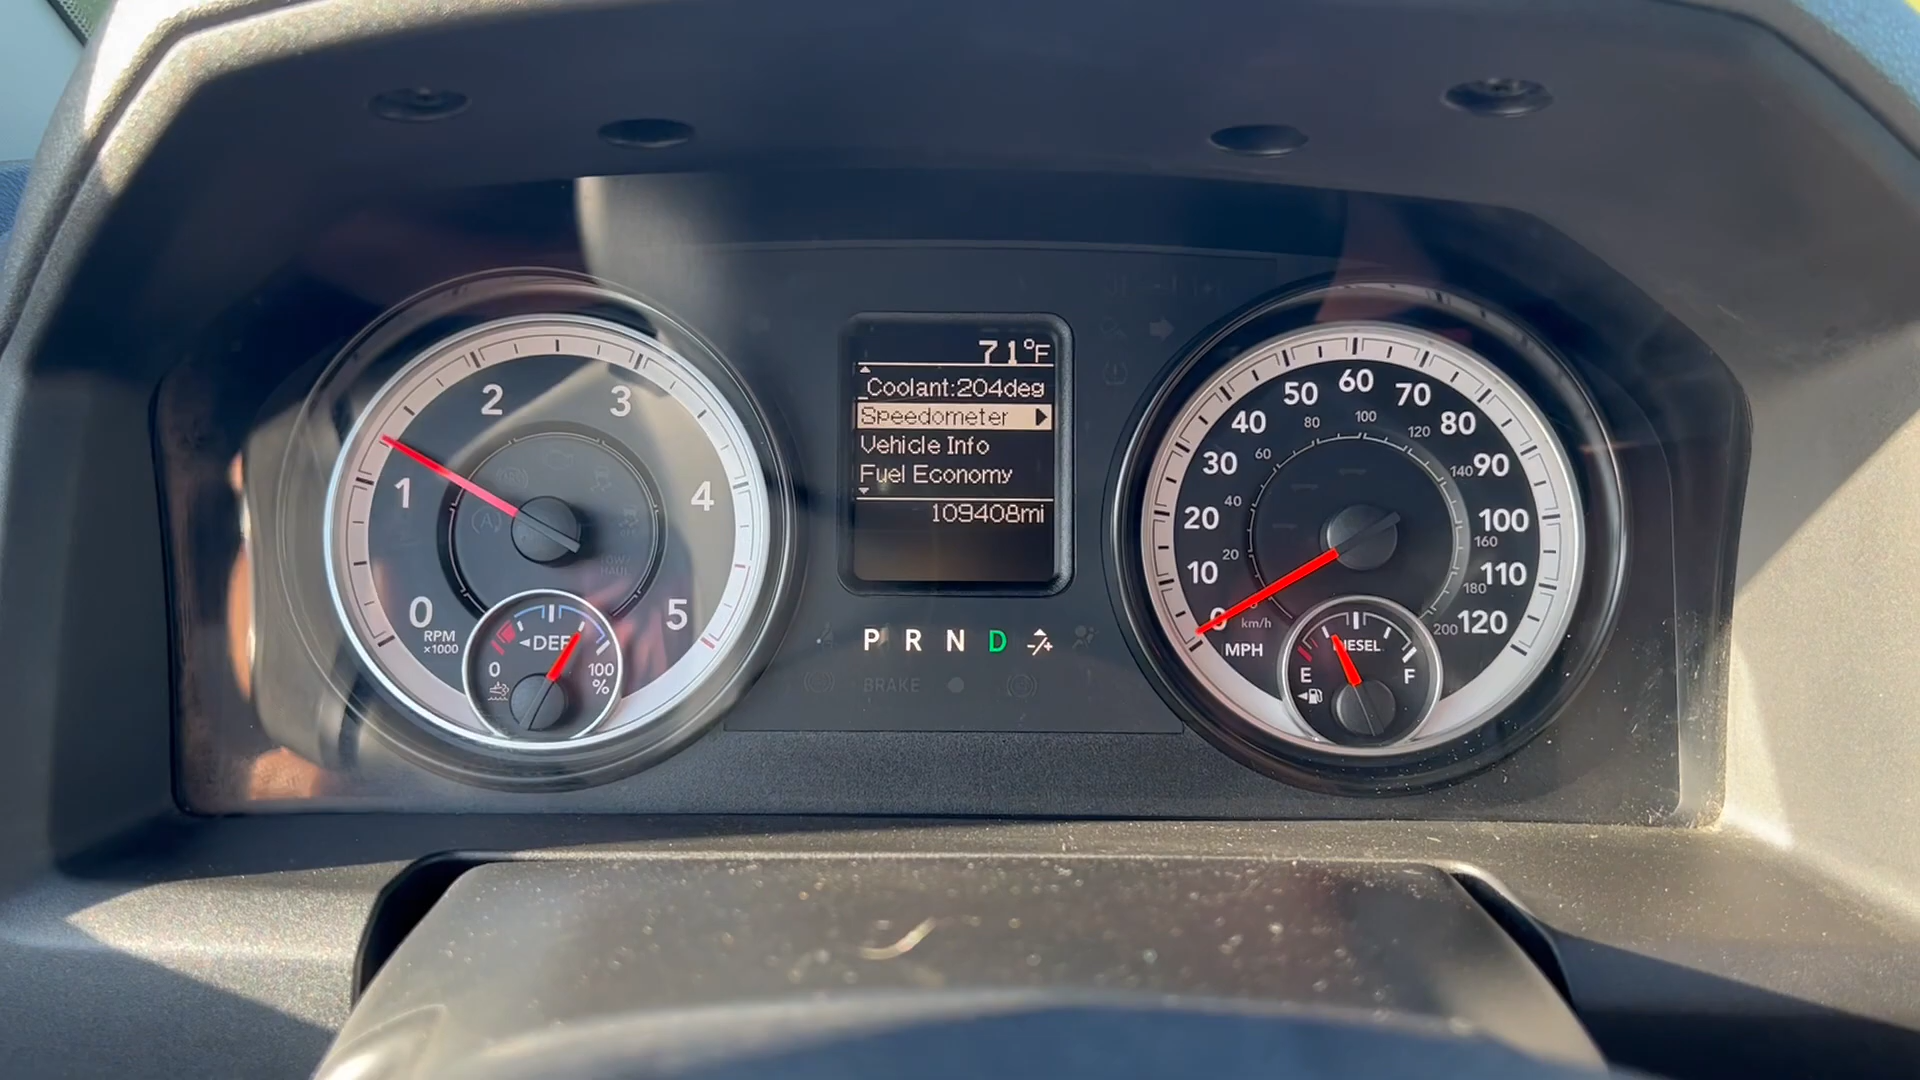 71°F
Coolant:204deg
Speedometer
Vehicle Info
Fuel Economy
109408mi
0 1 2 3 4 5
RPM
×1000
DEF
0 100
%
P R N D -/+
BRAKE
0 10 20 30 40 50 60 70 80 90 100 110 120
20 40 60 80 100 120 140 160 180 200
km/h
MPH
DIESEL
E F